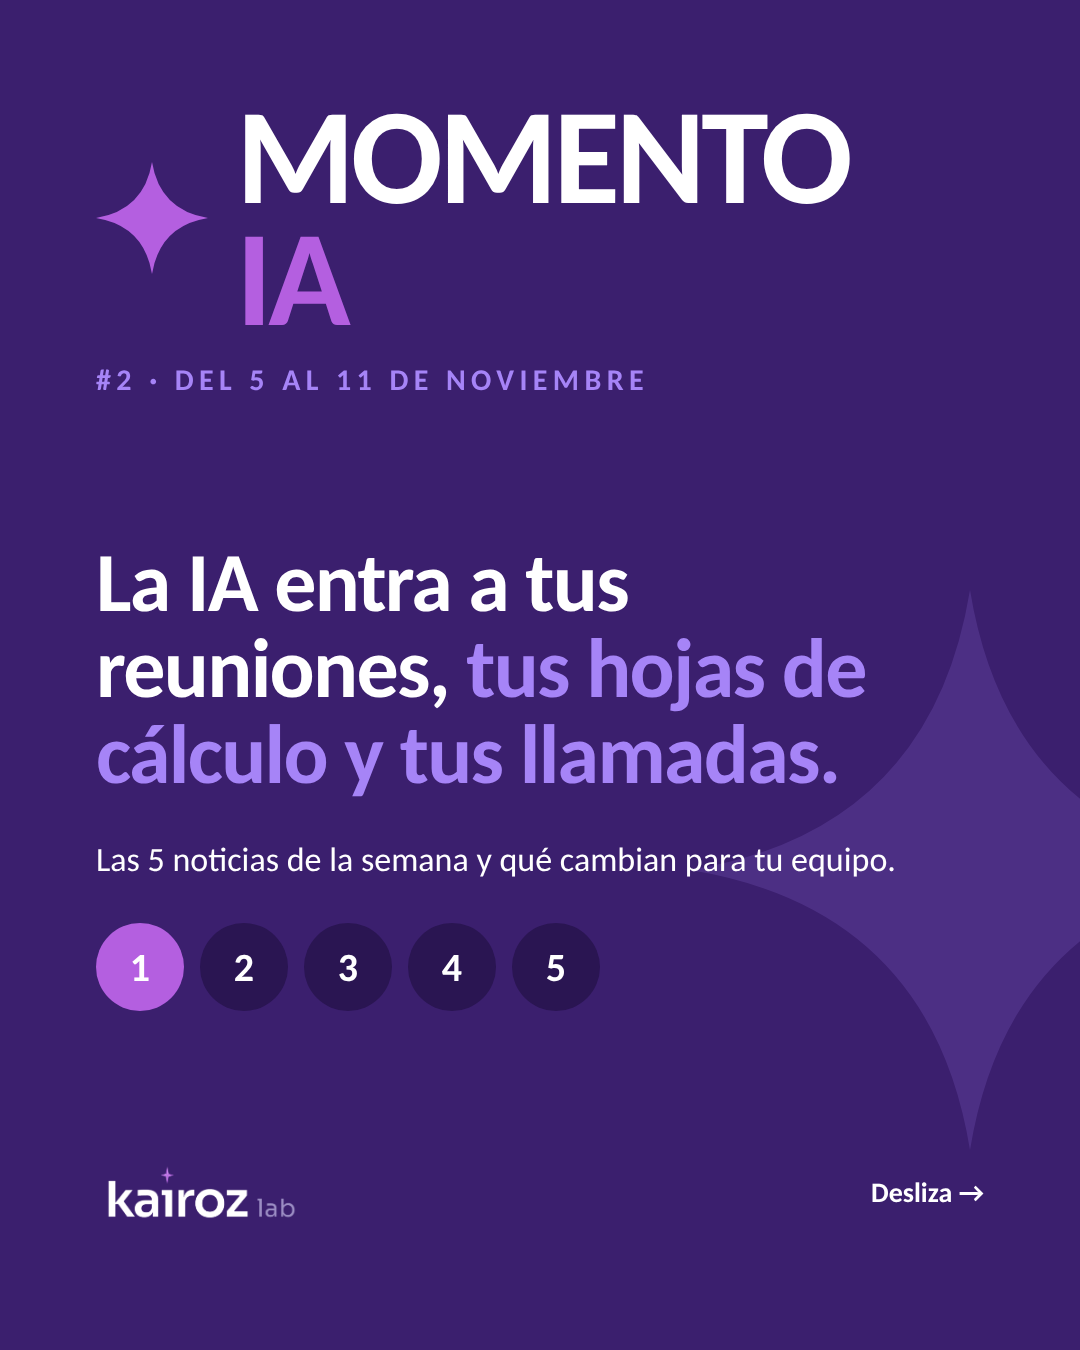 MOMENTO
IA
#2 · DEL 5 AL 11 DE NOVIEMBRE
La IA entra a tus
reuniones, tus hojas de
cálculo y tus llamadas.
Las 5 noticias de la semana y qué cambian para tu equipo.
1 2 3 4 5
kairoz lab
Desliza →